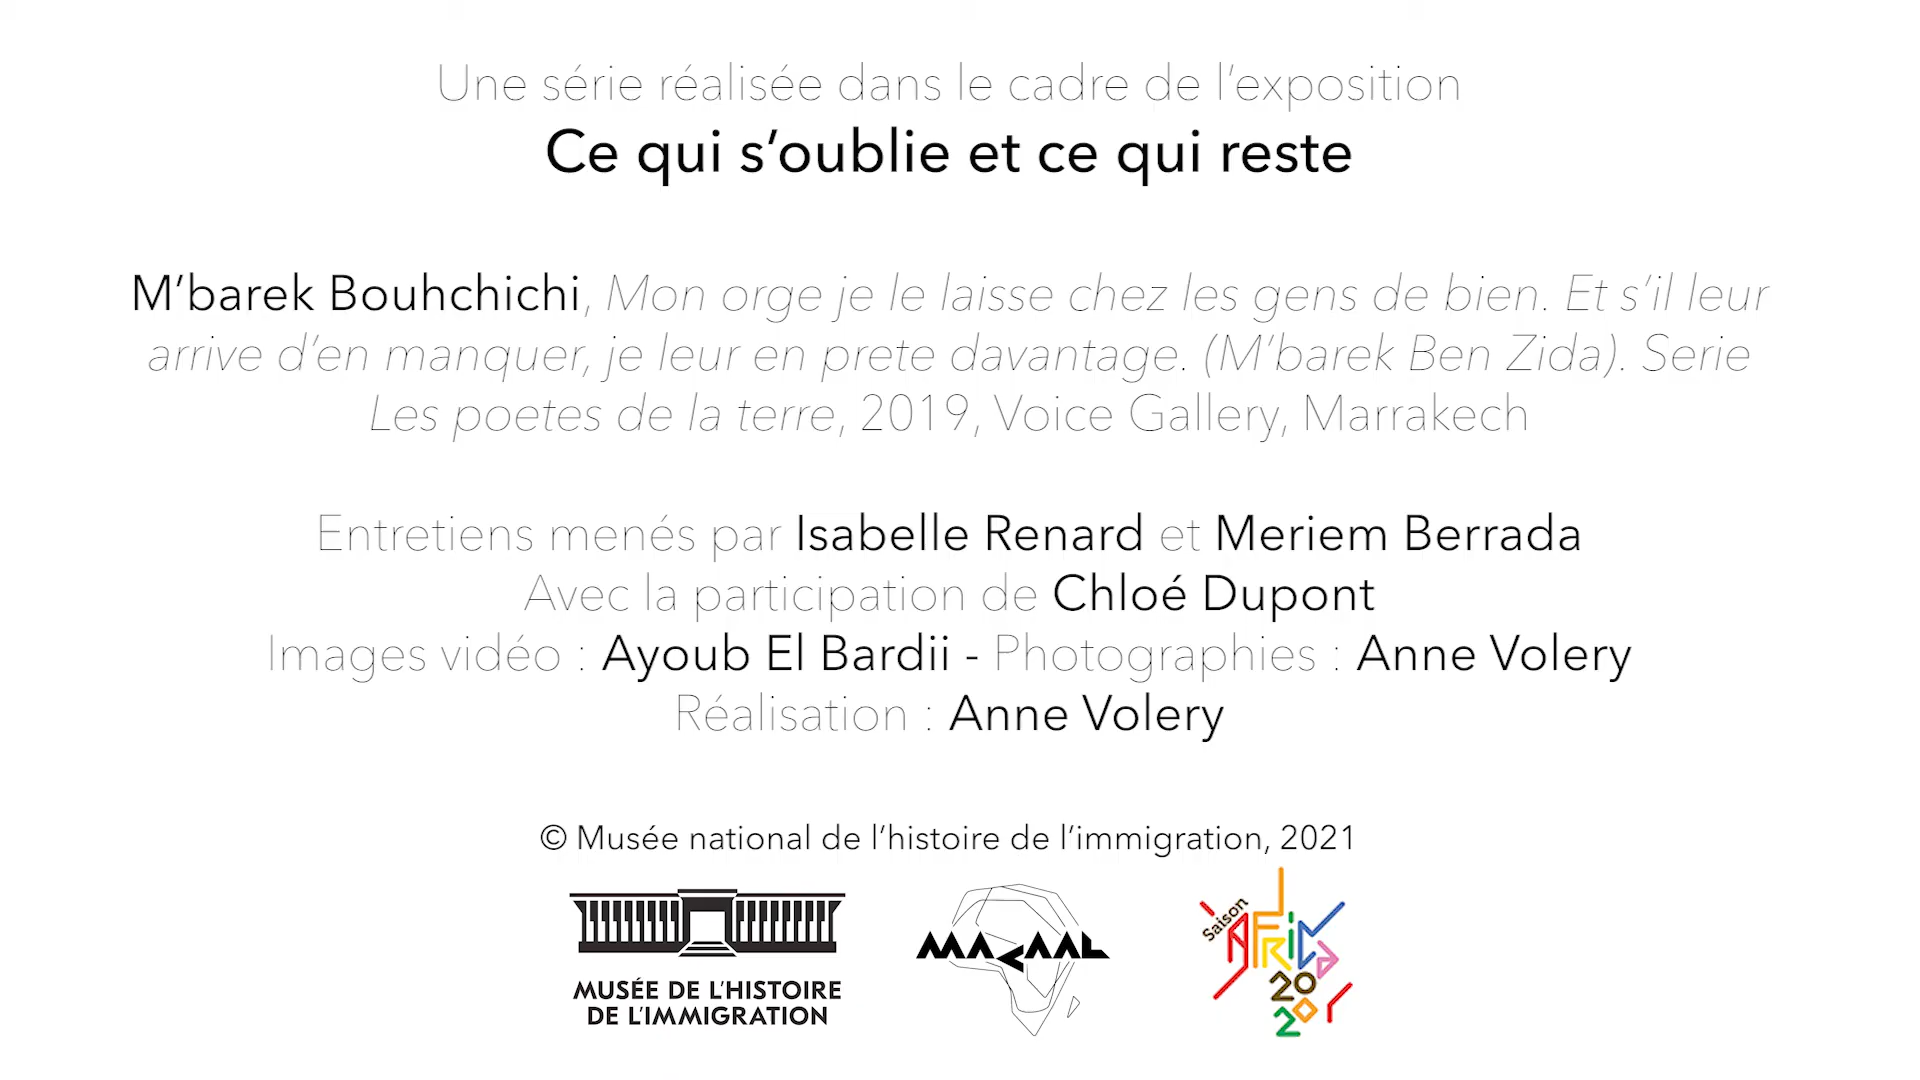 Une série réalisée dans le cadre de l’exposition
Ce qui s’oublie et ce qui reste
M’barek Bouhchichi, Mon orge je le laisse chez les gens de bien. Et s’il leur
arrive d’en manquer, je leur en prete davantage. (M’barek Ben Zida). Serie
Les poetes de la terre, 2019, Voice Gallery, Marrakech
Entretiens menés par Isabelle Renard et Meriem Berrada
Avec la participation de Chloé Dupont
Images vidéo : Ayoub El Bardii - Photographies : Anne Volery
Réalisation : Anne Volery
© Musée national de l’histoire de l’immigration, 2021
MUSÉE DE L’HISTOIRE
DE L’IMMIGRATION
MACAAL
Saison
AfRiCa
20
20